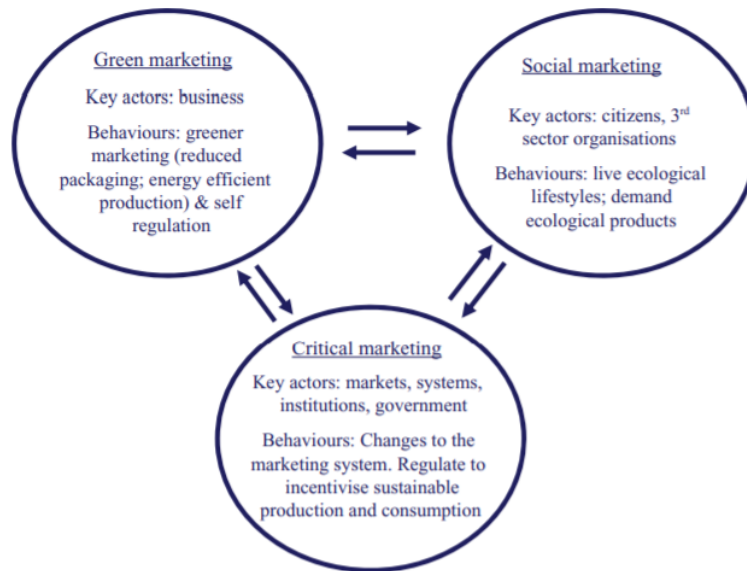 Green marketing
Key actors: business
Behaviours: greener
marketing (reduced
packaging; energy efficient
production) & self
regulation
Social marketing
Key actors: citizens, 3rd
sector organisations
Behaviours: live ecological
lifestyles; demand
ecological products
Critical marketing
Key actors: markets, systems,
institutions, government
Behaviours: Changes to the
marketing system. Regulate to
incentivise sustainable
production and consumption